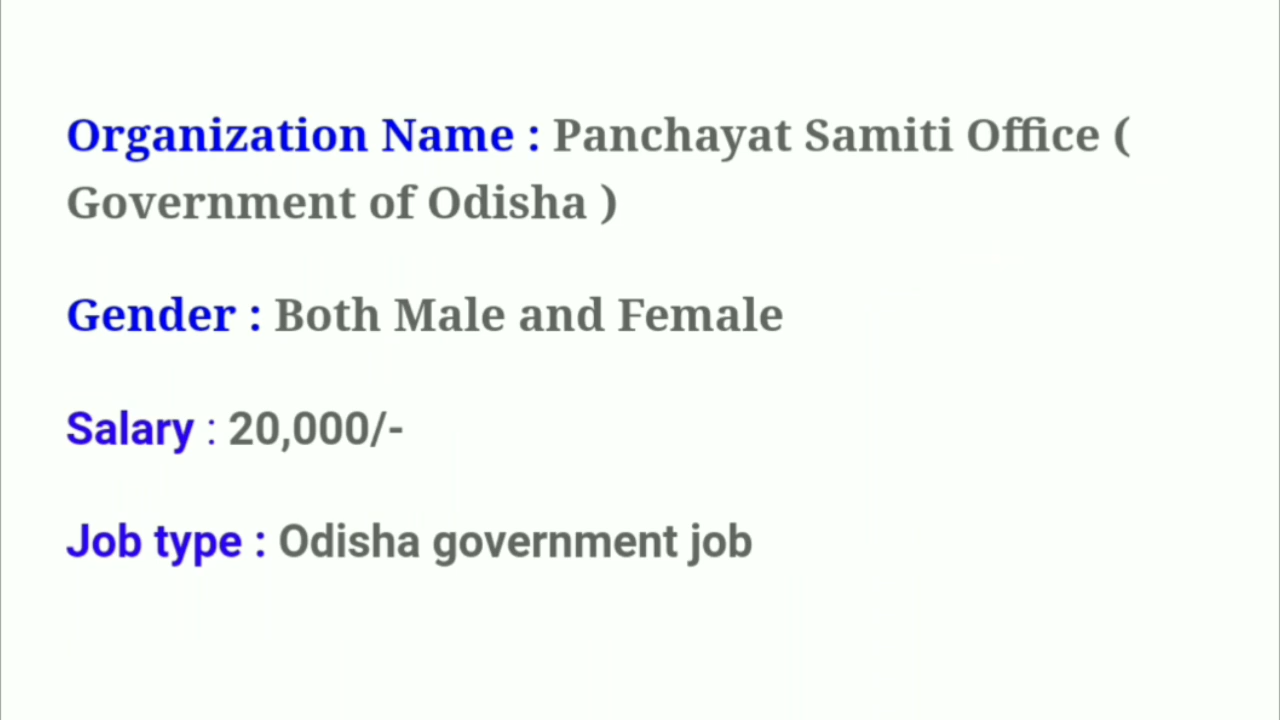 Organization Name : Panchayat Samiti Office (
Government of Odisha )
Gender : Both Male and Female
Salary : 20,000/-
Job type : Odisha government job